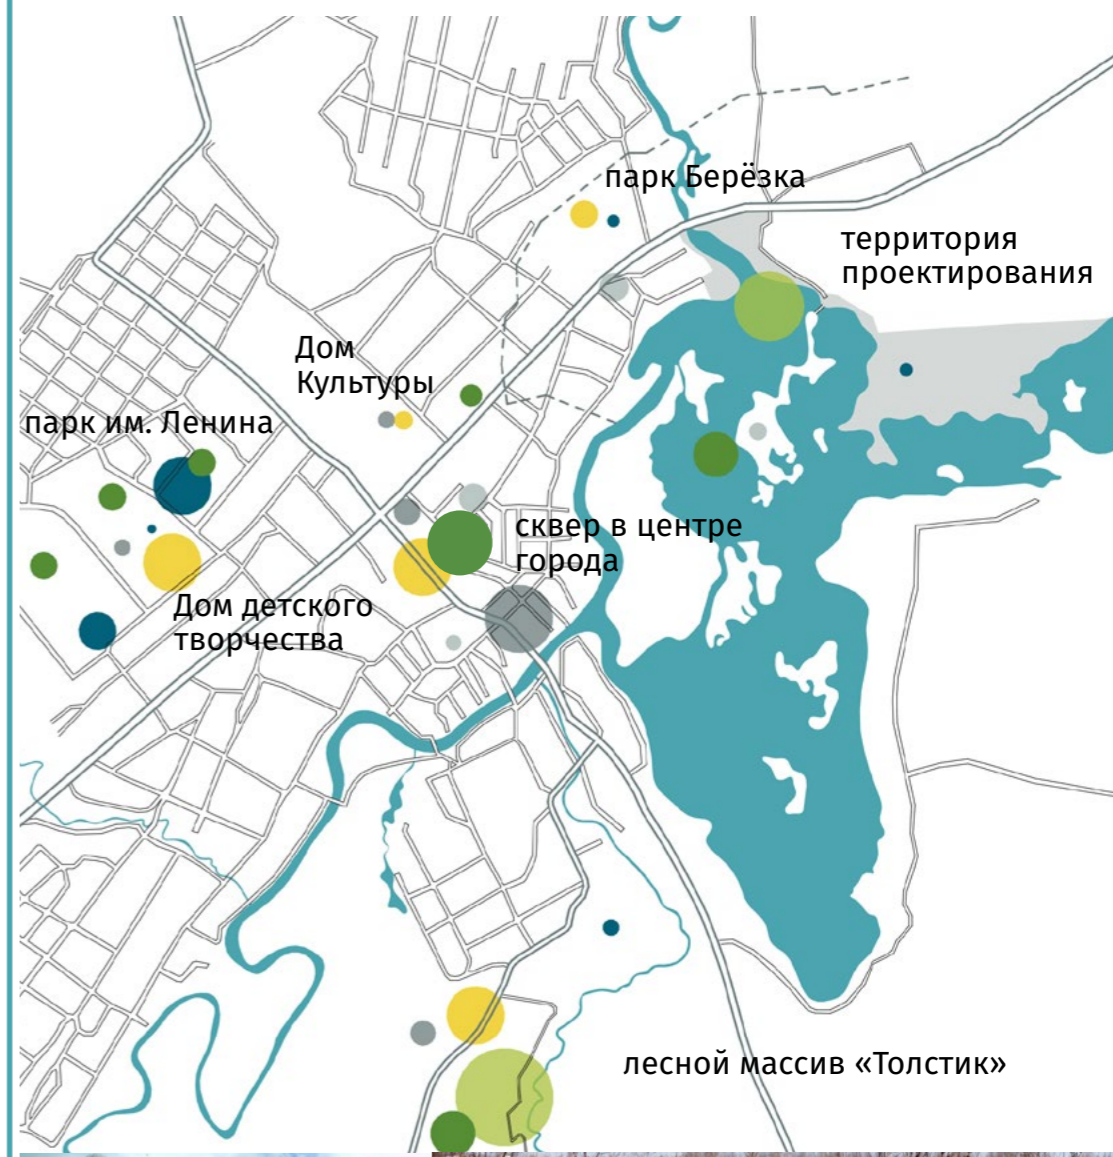 парк Берёзка
территория
проектирования
Дом
Культуры
парк им. Ленина
сквер в центре
города
Дом детского
творчества
лесной массив «Толстик»